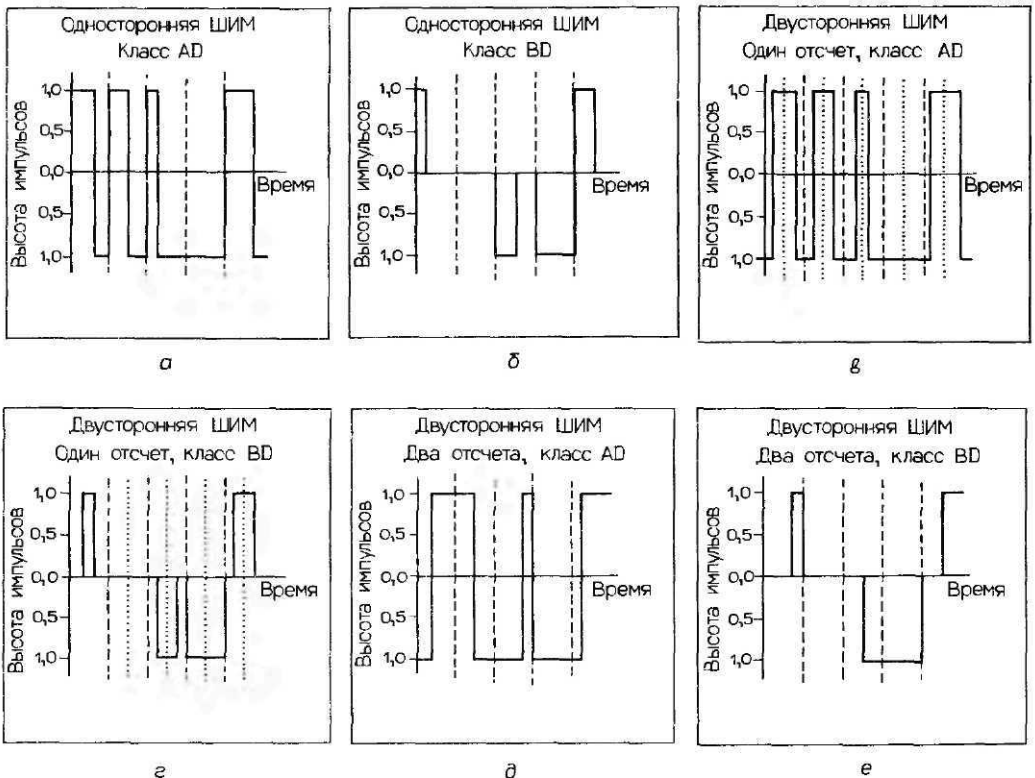 Односторонняя ШИМ
Класс AD
Высота импульсов
1,0
0,5
0,0
0,5
1,0
Время
а
Односторонняя ШИМ
Класс BD
Высота импульсов
1,0
0,5
0,0
0,5
1,0
Время
б
Двусторонняя ШИМ
Один отсчет, класс AD
Высота импульсов
1,0
0,5
0,0
0,5
1,0
Время
в
Двусторонняя ШИМ
Один отсчет, класс BD
Высота импульсов
1,0
0,5
0,0
0,5
1,0
Время
г
Двусторонняя ШИМ
Два отсчета, класс AD
Высота импульсов
1,0
0,5
0,0
0,5
1,0
Время
д
Двусторонняя ШИМ
Два отсчета, класс BD
Высота импульсов
1,0
0,5
0,0
0,5
1,0
Время
е